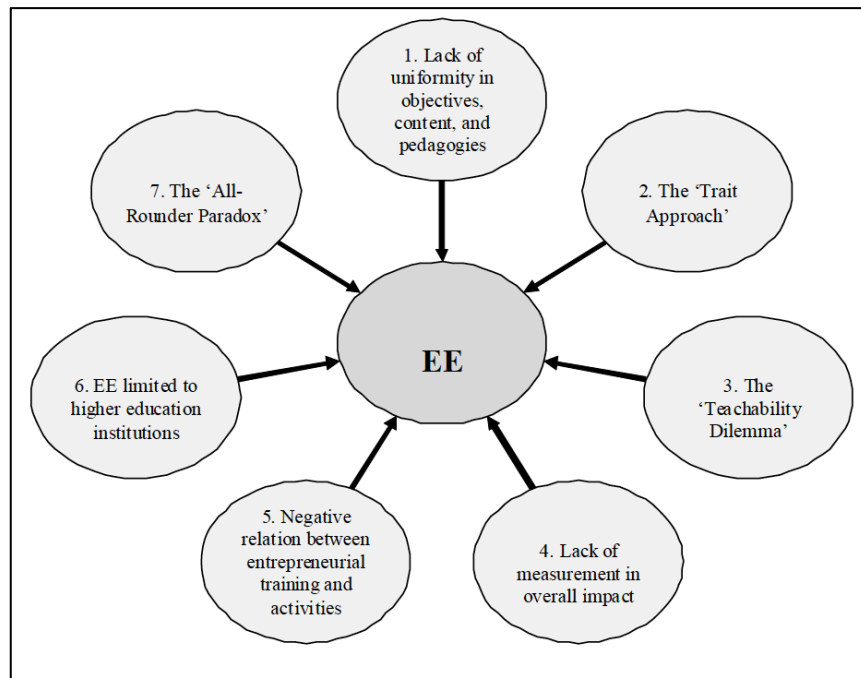 1. Lack of
uniformity in
objectives,
content, and
pedagogies
2. The ‘Trait
Approach’
3. The
‘Teachability
Dilemma’
4. Lack of
measurement in
overall impact
5. Negative
relation between
entrepreneurial
training and
activities
6. EE limited to
higher education
institutions
7. The ‘All-
Rounder Paradox’
EE